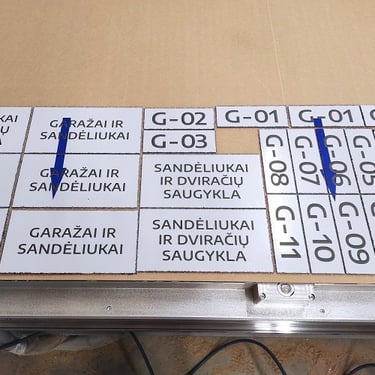 GARAŽAI IR
SANDĖLIUKAI
G-02
G-01
G-01
G-03
GARAŽAI IR
SANDĖLIUKAI
SANDĖLIUKAI
IR DVIRAČIŲ
SAUGYKLA
G-08
G-07
G-06
G-05
GARAŽAI IR
SANDĖLIUKAI
SANDĖLIUKAI
IR DVIRAČIŲ
SAUGYKLA
G-11
G-10
G-09